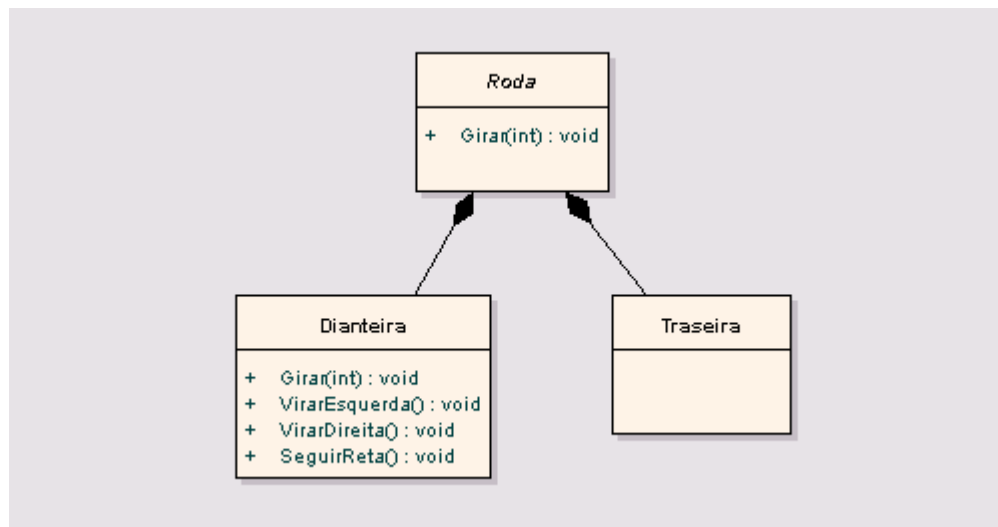 Roda
+ Girar(int) : void
Dianteira
+ Girar(int) : void
+ VirarEsquerda() : void
+ VirarDireita() : void
+ SeguirReta() : void
Traseira